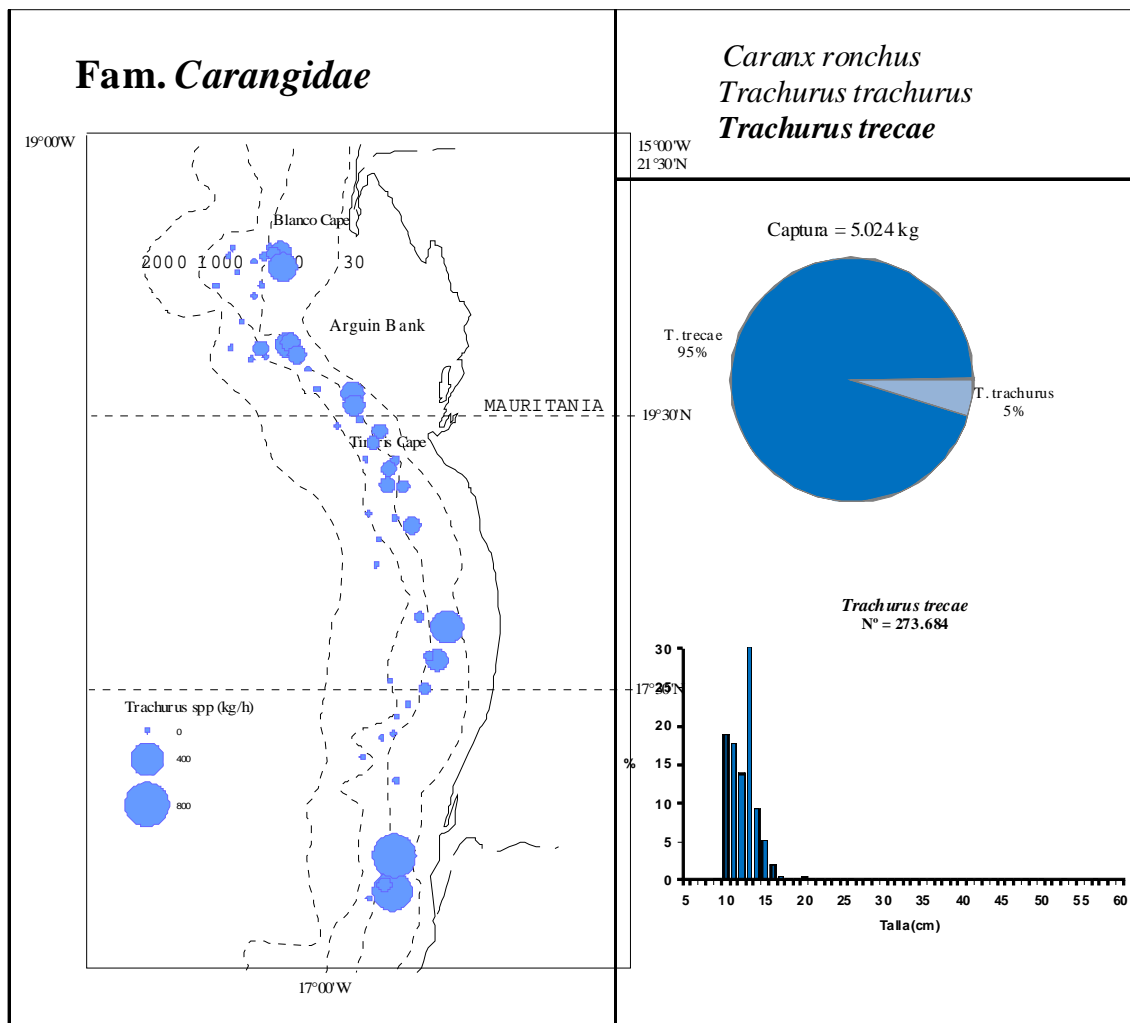 Fam. Carangidae
Caranx ronchus
Trachurus trachurus
Trachurus trecae
19°00'W
15°00'W
21°30'N
Blanco Cape
2000 1000 30
Arguin Bank
MAURITANIA
19°30'N
Cape
17°30'N
Trachurus spp (kg/h)
0
400
800
17°00'W
Captura = 5.024 kg
T. trecae
95%
T. trachurus
5%
Trachurus trecae
Nº = 273.684
30
25
20
15
10
5
0
%
5 10 15 20 25 30 35 40 45 50 55 60
Talla(cm)